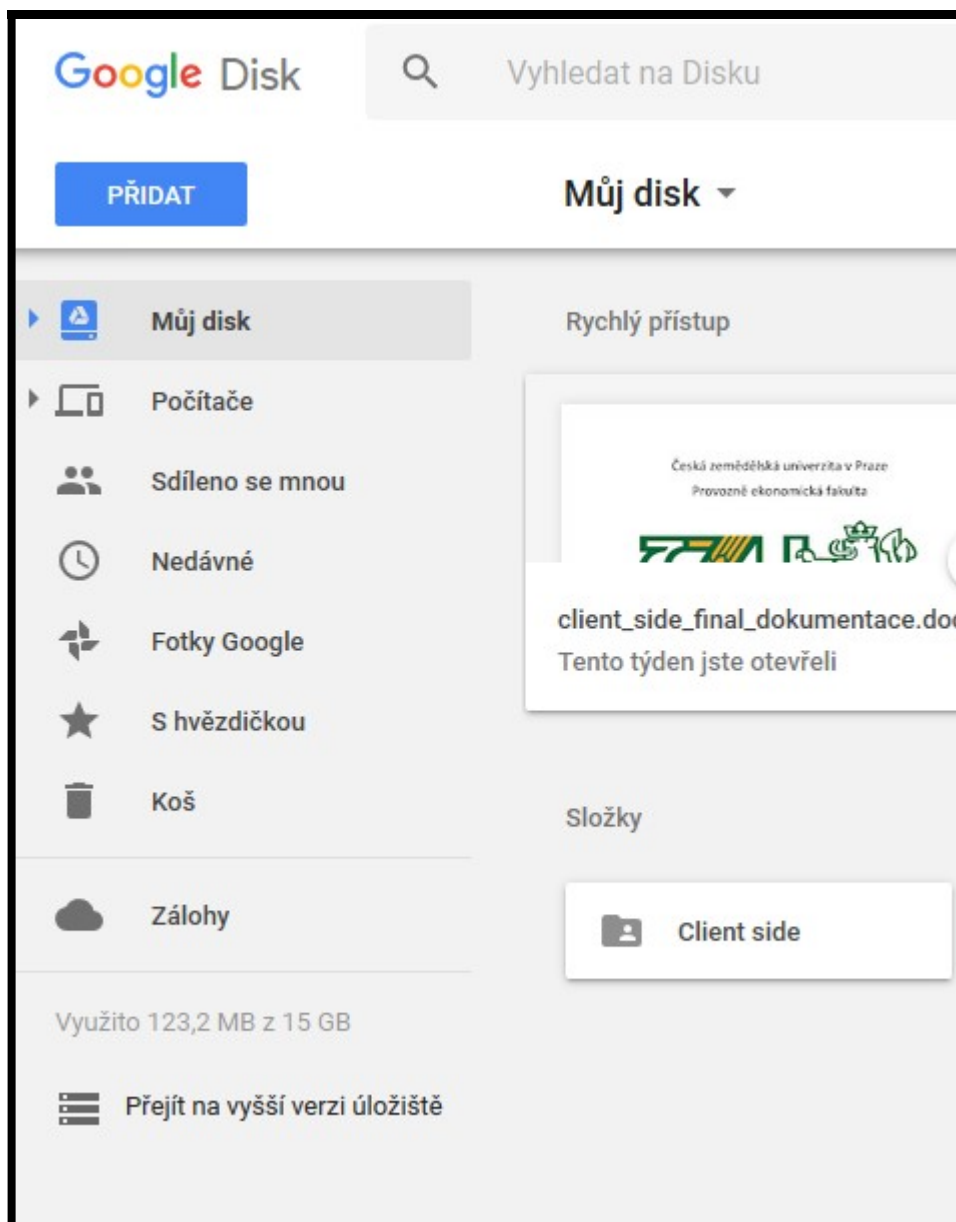 Google Disk
Vyhledat na Disku
PŘIDAT
Můj disk
Můj disk
Počítače
Sdíleno se mnou
Nedávné
Fotky Google
S hvězdičkou
Koš
Zálohy
Využito 123,2 MB z 15 GB
Přejít na vyšší verzi úložiště
Rychlý přístup
Česká zemědělská univerzita v Praze
Provozně ekonomická fakulta
client_side_final_dokumentace.doc
Tento týden jste otevřeli
Složky
Client side